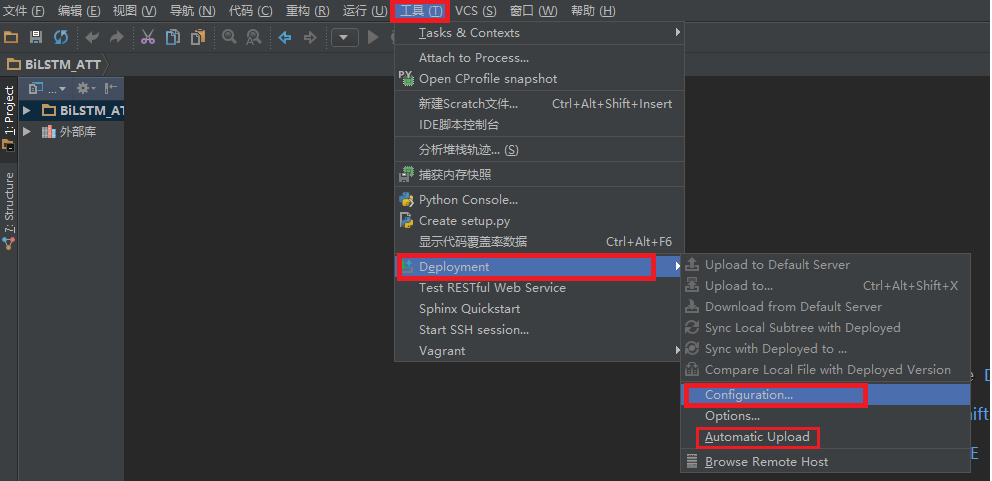 文件 (F) 编辑 (E) 视图 (V) 导航 (N) 代码 (C) 重构 (R) 运行 (U) 工具 (T) VCS (S) 窗口 (W) 帮助 (H)
BiLSTM_ATT
1: Project
7: Structure
...
BiLSTM_AT
外部库
Tasks & Contexts
Attach to Process...
Open CProfile snapshot
新建Scratch文件... Ctrl+Alt+Shift+Insert
IDE脚本控制台
分析堆栈轨迹... (S)
捕获内存快照
Python Console...
Create setup.py
显示代码覆盖率数据 Ctrl+Alt+F6
Deployment
Test RESTful Web Service
Sphinx Quickstart
Start SSH session...
Vagrant
Upload to Default Server
Upload to... Ctrl+Alt+Shift+X
Download from Default Server
Sync Local Subtree with Deployed
Sync with Deployed to ...
Compare Local File with Deployed Version
Configuration...
Options...
Automatic Upload
Browse Remote Host